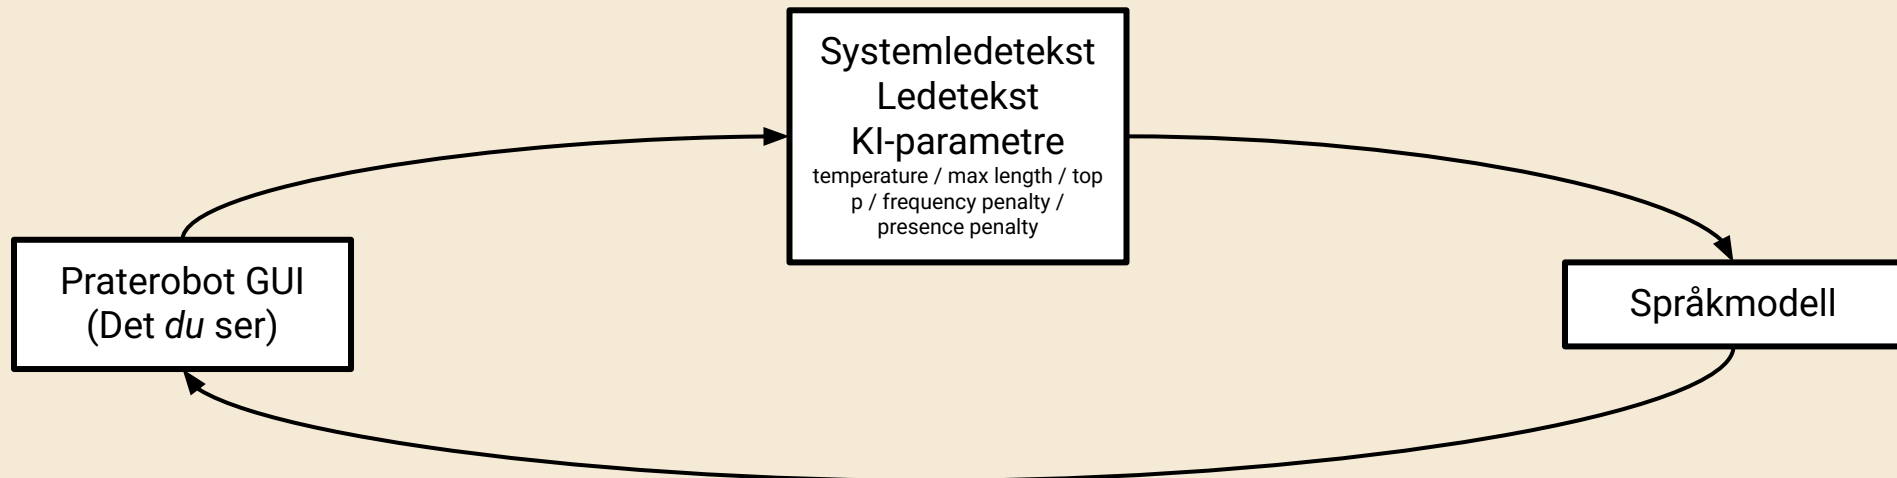 Systemledetekst
Ledetekst
KI-parametre
temperature / max length / top
p / frequency penalty /
presence penalty
Praterobot GUI
(Det du ser)
Språkmodell